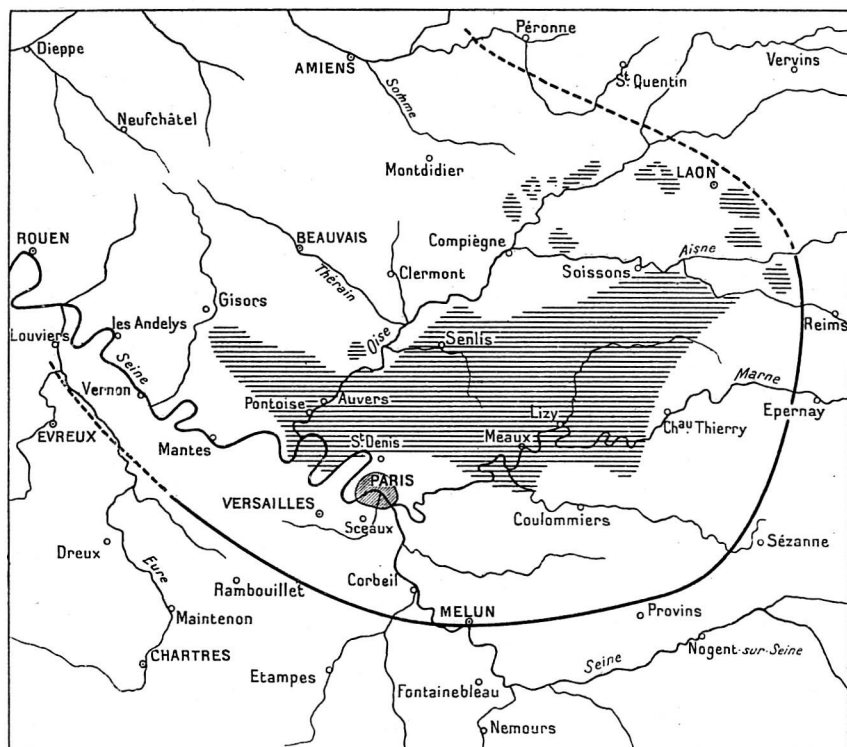 Dieppe
AMIENS
Péronne
St Quentin
Vervins
Somme
Neufchâtel
Montdidier
LAON
ROUEN
BEAUVAIS
Compiègne
Aisne
Thérain
Clermont
Soissons
Gisors
Reims
Louviers
les Andelys
Oise
Senlis
Seine
Marne
Vernon
Pontoise
Auvers
Lizy
Chau Thierry
Epernay
EVREUX
Mantes
St Denis
Meaux
PARIS
VERSAILLES
Sceaux
Coulommiers
Sézanne
Dreux
Eure
Rambouillet
Corbeil
Maintenon
MELUN
Provins
CHARTRES
Etampes
Seine
Nogent-sur-Seine
Fontainebleau
Nemours